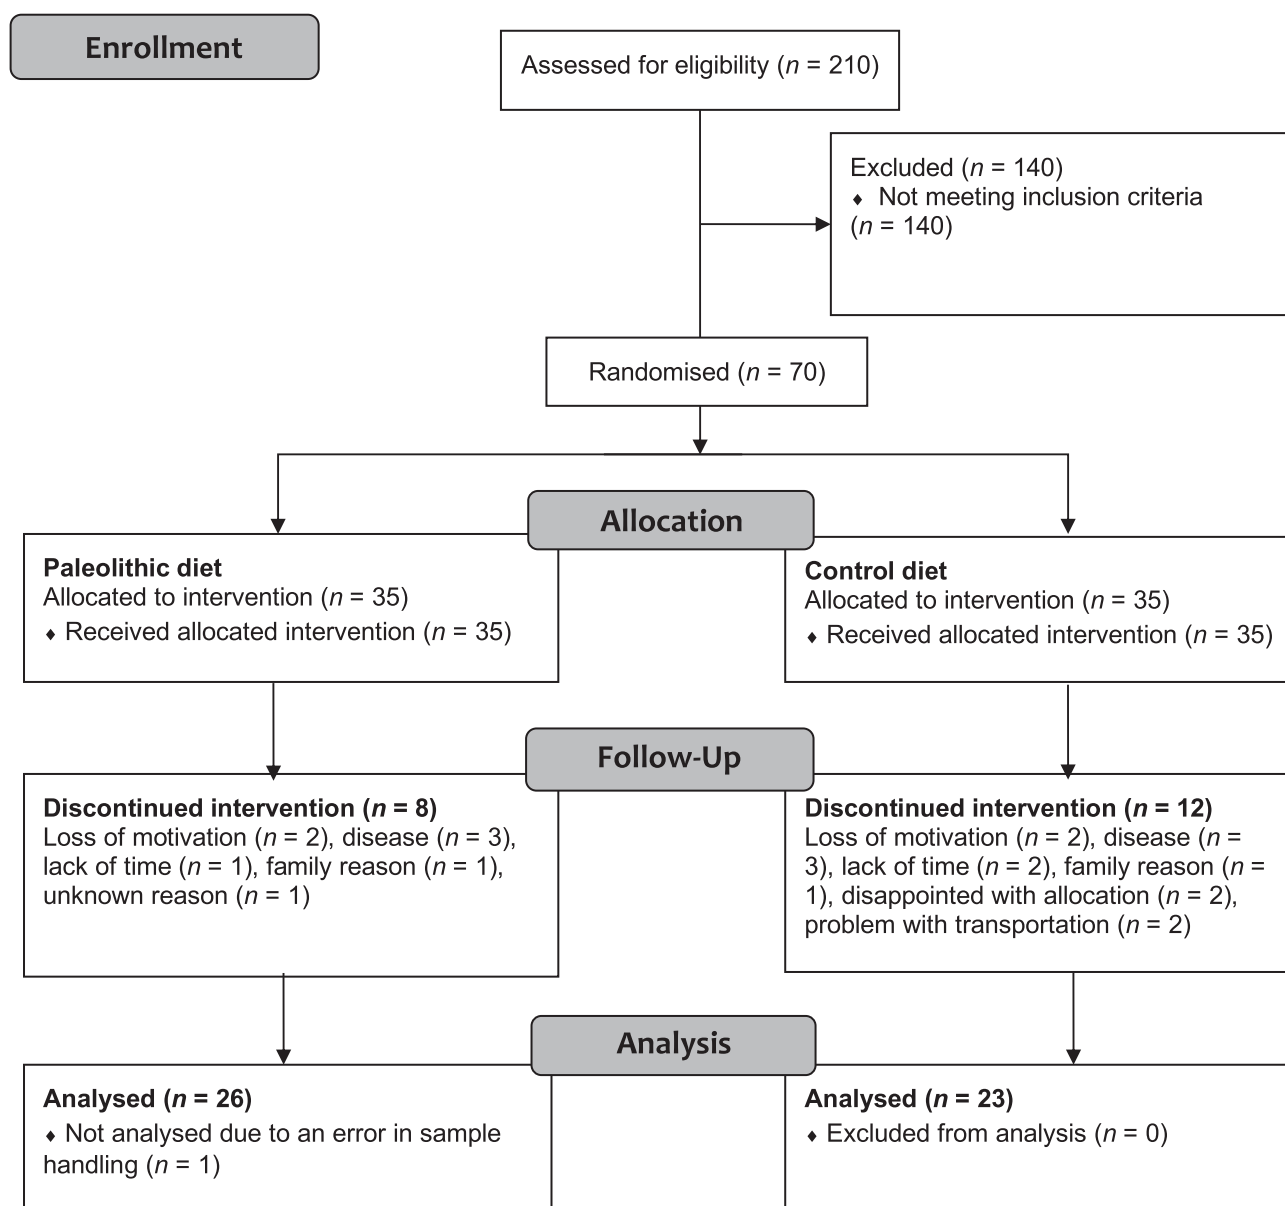 Enrollment
Assessed for eligibility (n = 210)
Excluded (n = 140)
♦ Not meeting inclusion criteria
(n = 140)
Randomised (n = 70)
Allocation
Paleolithic diet
Allocated to intervention (n = 35)
♦ Received allocated intervention (n = 35)
Control diet
Allocated to intervention (n = 35)
♦ Received allocated intervention (n = 35)
Follow-Up
Discontinued intervention (n = 8)
Loss of motivation (n = 2), disease (n = 3),
lack of time (n = 1), family reason (n = 1),
unknown reason (n = 1)
Discontinued intervention (n = 12)
Loss of motivation (n = 2), disease (n =
3), lack of time (n = 2), family reason (n =
1), disappointed with allocation (n = 2),
problem with transportation (n = 2)
Analysis
Analysed (n = 26)
♦ Not analysed due to an error in sample
handling (n = 1)
Analysed (n = 23)
♦ Excluded from analysis (n = 0)